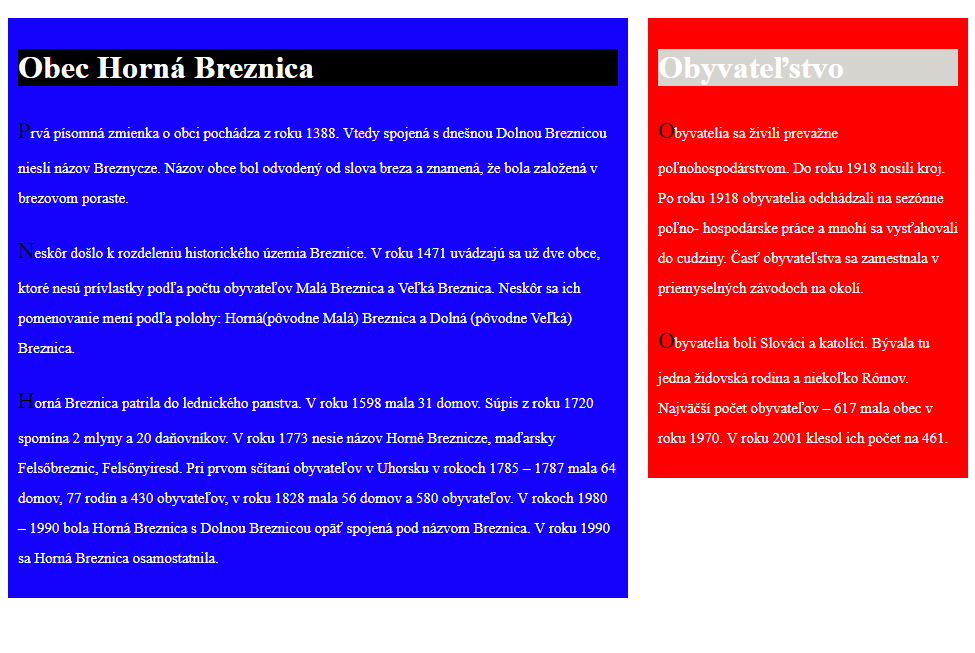 Obec Horná Breznica
Prvá písomná zmienka o obci pochádza z roku 1388. Vtedy spojená s dnešnou Dolnou Breznicou
niesli názov Breznycze. Názov obce bol odvodený od slova breza a znamená, že bola založená v
brezovom poraste.
Neskôr došlo k rozdeleniu historického územia Breznice. V roku 1471 uvádzajú sa už dve obce,
ktoré nesú prívlastky podľa počtu obyvateľov Malá Breznica a Veľká Breznica. Neskôr sa ich
pomenovanie mení podľa polohy: Horná(pôvodne Malá) Breznica a Dolná (pôvodne Veľká)
Breznica.
Horná Breznica patrila do lednického panstva. V roku 1598 mala 31 domov. Súpis z roku 1720
spomína 2 mlyny a 20 daňovníkov. V roku 1773 nesie názov Horné Breznicze, maďarsky
Felsöbreznic, Felsőnyiresd. Pri prvom sčítaní obyvateľov v Uhorsku v rokoch 1785 – 1787 mala 64
domov, 77 rodín a 430 obyvateľov, v roku 1828 mala 56 domov a 580 obyvateľov. V rokoch 1980
– 1990 bola Horná Breznica s Dolnou Breznicou opäť spojená pod názvom Breznica. V roku 1990
sa Horná Breznica osamostatnila.
Obyvateľstvo
Obyvatelia sa živili prevažne
poľnohospodárstvom. Do roku 1918 nosili kroj.
Po roku 1918 obyvatelia odchádzali na sezónne
poľno- hospodárske práce a mnohí sa vysťahovali
do cudziny. Časť obyvateľstva sa zamestnala v
priemyselných závodoch na okolí.
Obyvatelia boli Slováci a katolíci. Bývala tu
jedna židovská rodina a niekoľko Rómov.
Najväčší počet obyvateľov – 617 mala obec v
roku 1970. V roku 2001 klesol ich počet na 461.